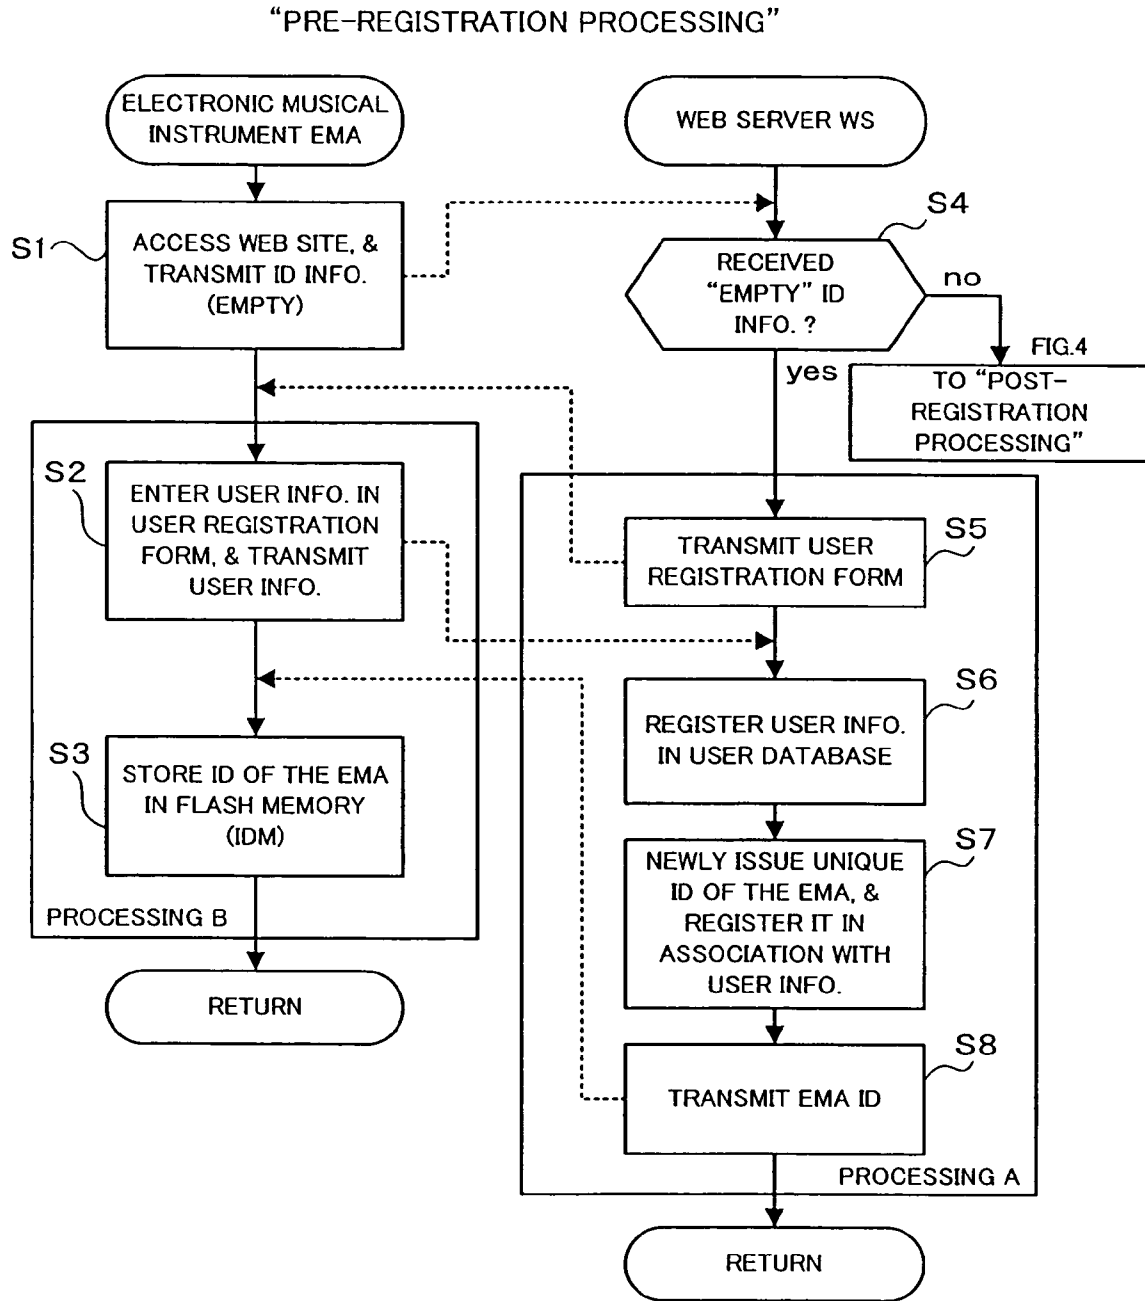 “PRE-REGISTRATION PROCESSING”
ELECTRONIC MUSICAL
INSTRUMENT EMA
S1
ACCESS WEB SITE, &
TRANSMIT ID INFO.
(EMPTY)
S2
ENTER USER INFO. IN
USER REGISTRATION
FORM, & TRANSMIT
USER INFO.
S3
STORE ID OF THE EMA
IN FLASH MEMORY
(IDM)
PROCESSING B
RETURN
WEB SERVER WS
S4
RECEIVED
“EMPTY” ID
INFO. ?
no
yes
FIG.4
TO “POST-
REGISTRATION
PROCESSING”
S5
TRANSMIT USER
REGISTRATION FORM
S6
REGISTER USER INFO.
IN USER DATABASE
S7
NEWLY ISSUE UNIQUE
ID OF THE EMA, &
REGISTER IT IN
ASSOCIATION WITH
USER INFO.
S8
TRANSMIT EMA ID
PROCESSING A
RETURN